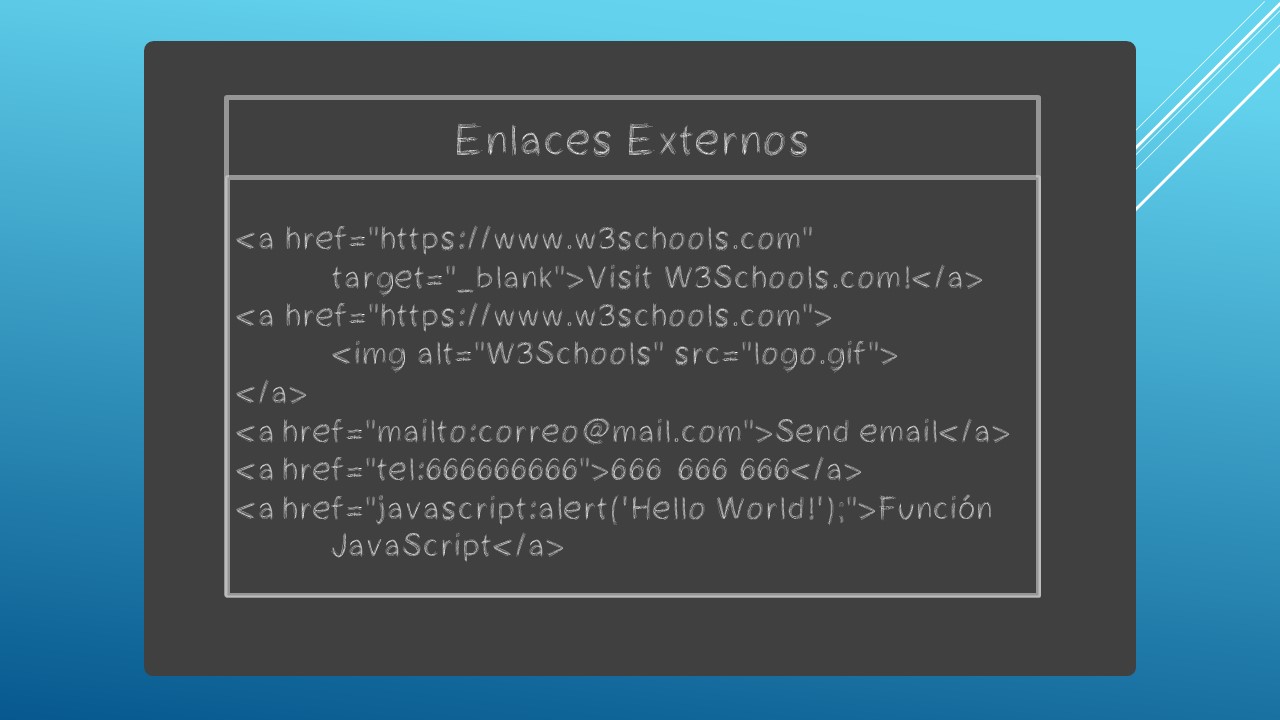 Enlaces Externos
<a href="https://www.w3schools.com"
target="_blank">Visit W3Schools.com!</a>
<a href="https://www.w3schools.com">
<img alt="W3Schools" src="logo.gif">
</a>
<a href="mailto:correo@mail.com">Send email</a>
<a href="tel:666666666">666 666 666</a>
<a href="javascript:alert('Hello World!');">Función
JavaScript</a>